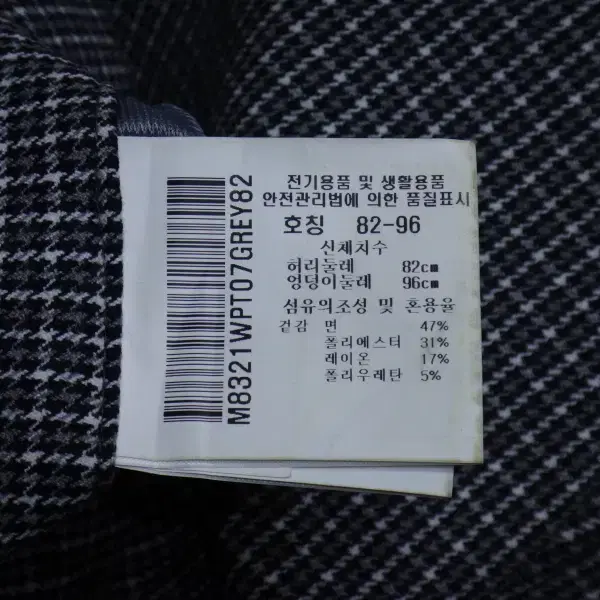 전기용품 및 생활용품
안전관리법에 의한 품질표시
호칭 82-96
신체치수
허리둘레 82cm
엉덩이둘레 96cm
섬유의조성 및 혼용율
겉감 면 47%
폴리에스터 31%
레이온 17%
폴리우레탄 5%
M8321WPT07GREY82